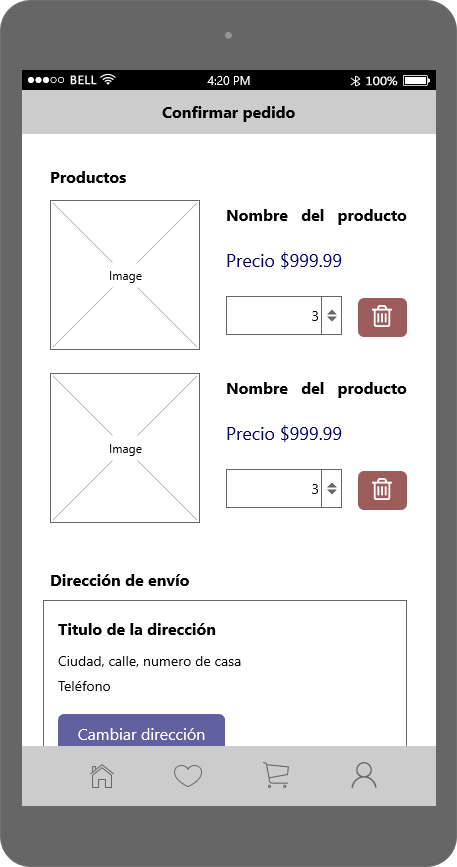 BELL 4:20 PM 100%
Confirmar pedido
Productos
Image
Nombre del producto
Precio $999.99
3
Image
Nombre del producto
Precio $999.99
3
Dirección de envío
Titulo de la dirección
Ciudad, calle, numero de casa
Teléfono
Cambiar dirección